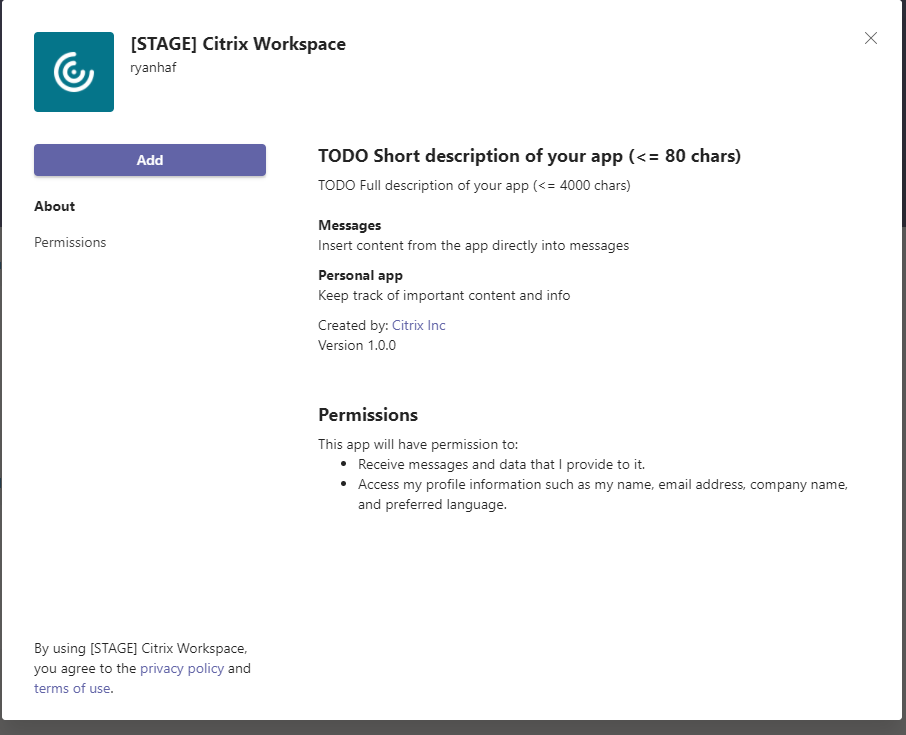 [STAGE] Citrix Workspace
ryanhaf
Add
About
Permissions
TODO Short description of your app (<= 80 chars)
TODO Full description of your app (<= 4000 chars)
Messages
Insert content from the app directly into messages
Personal app
Keep track of important content and info
Created by: Citrix Inc
Version 1.0.0
Permissions
This app will have permission to:
• Receive messages and data that I provide to it.
• Access my profile information such as my name, email address, company name,
and preferred language.
By using [STAGE] Citrix Workspace,
you agree to the privacy policy and
terms of use.